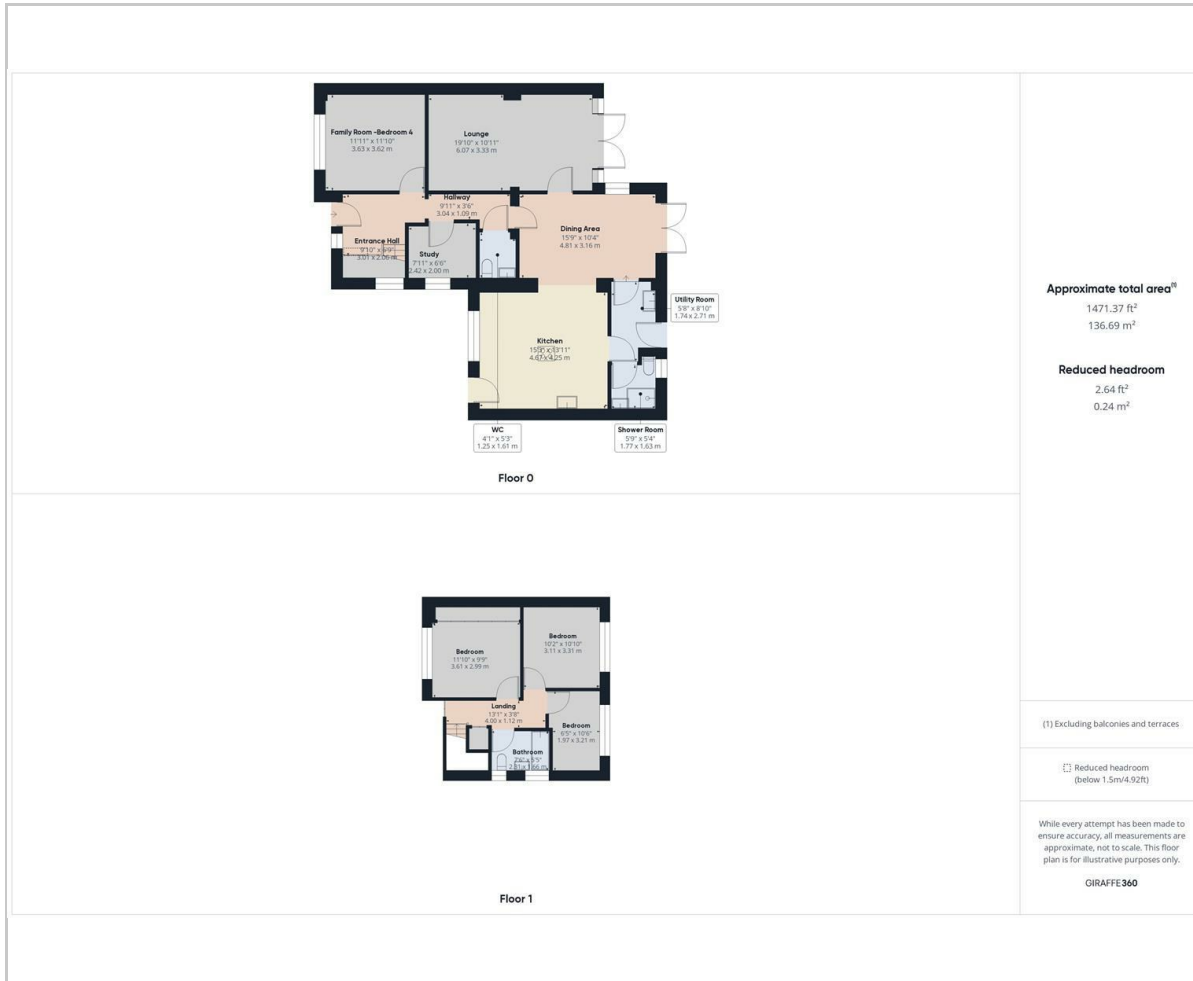 Family Room -Bedroom 4
11'11" x 11'10"
3.63 x 3.62 m
Lounge
19'10" x 10'11"
6.07 x 3.33 m
Hallway
9'11" x 3'6"
3.04 x 1.09 m
Dining Area
15'9" x 10'4"
4.81 x 3.16 m
Entrance Hall
Study
7'11" x 6'6"
2.42 x 2.00 m
Utility Room
5'8" x 8'10"
1.74 x 2.71 m
Kitchen
WC
4'1" x 5'3"
1.25 x 1.61 m
Shower Room
5'9" x 5'4"
1.77 x 1.63 m
Floor 0
Bedroom
11'10" x 9'9"
3.61 x 2.99 m
Bedroom
10'2" x 10'10"
3.11 x 3.31 m
Landing
13'1" x 3'8"
4.00 x 1.12 m
Bedroom
6'5" x 10'6"
1.97 x 3.21 m
Bathroom
Floor 1
Approximate total area⁽¹⁾
1471.37 ft²
136.69 m²
Reduced headroom
2.64 ft²
0.24 m²
(1) Excluding balconies and terraces
Reduced headroom
(below 1.5m/4.92ft)
While every attempt has been made to
ensure accuracy, all measurements are
approximate, not to scale. This floor
plan is for illustrative purposes only.
GIRAFFE360